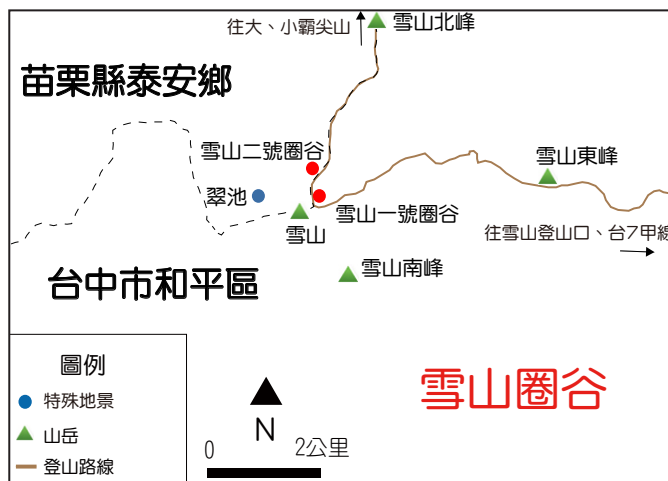 往大、小霸尖山
雪山北峰
苗栗縣泰安鄉
雪山二號圈谷
雪山東峰
翠池
雪山一號圈谷
雪山
往雪山登山口、台7甲線
雪山南峰
台中市和平區
圖例
特殊地景
山岳
登山路線
雪山圈谷
N
0
2公里